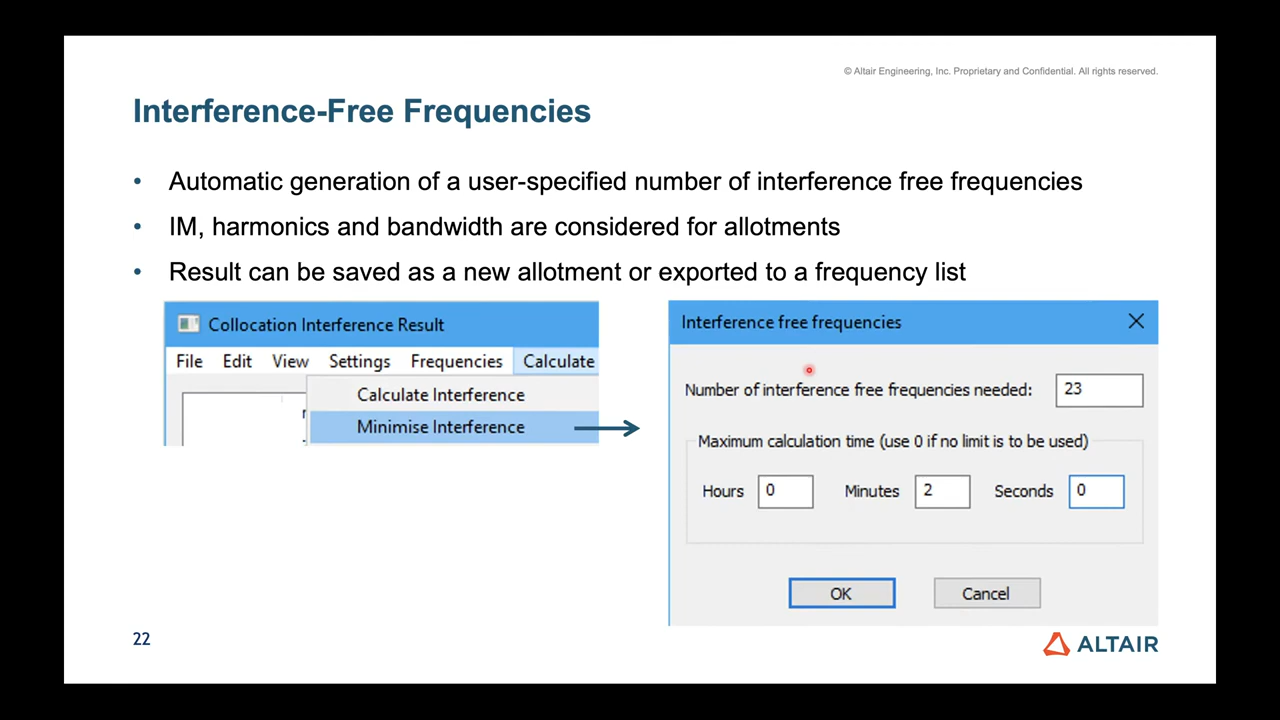 © Altair Engineering, Inc. Proprietary and Confidential. All rights reserved.
Interference-Free Frequencies
• Automatic generation of a user-specified number of interference free frequencies
• IM, harmonics and bandwidth are considered for allotments
• Result can be saved as a new allotment or exported to a frequency list
Collocation Interference Result
File Edit View Settings Frequencies Calculate
Calculate Interference
Minimise Interference
Interference free frequencies
Number of interference free frequencies needed: 23
Maximum calculation time (use 0 if no limit is to be used)
Hours 0 Minutes 2 Seconds 0
OK Cancel
22
ALTAIR